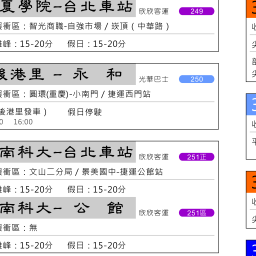 夏學院-台北車站 欣欣客運 249
衝區：智光商職-自強市場／崁頂（中華路）
峰：15-20分 假日：15-20分
港里－永 和 光華巴士 250
衝區：圓環(重慶)-小南門／捷運西門站
後港里發車） 假日停駛
0 16:00
南科大-台北車站 欣欣客運 251正
衝區：文山二分局／景美國中-捷運公館站
峰：15-20分 假日：15-20分
南科大－公 館 欣欣客運 251區
衝區：無
峰：15-20分 假日：15-20分